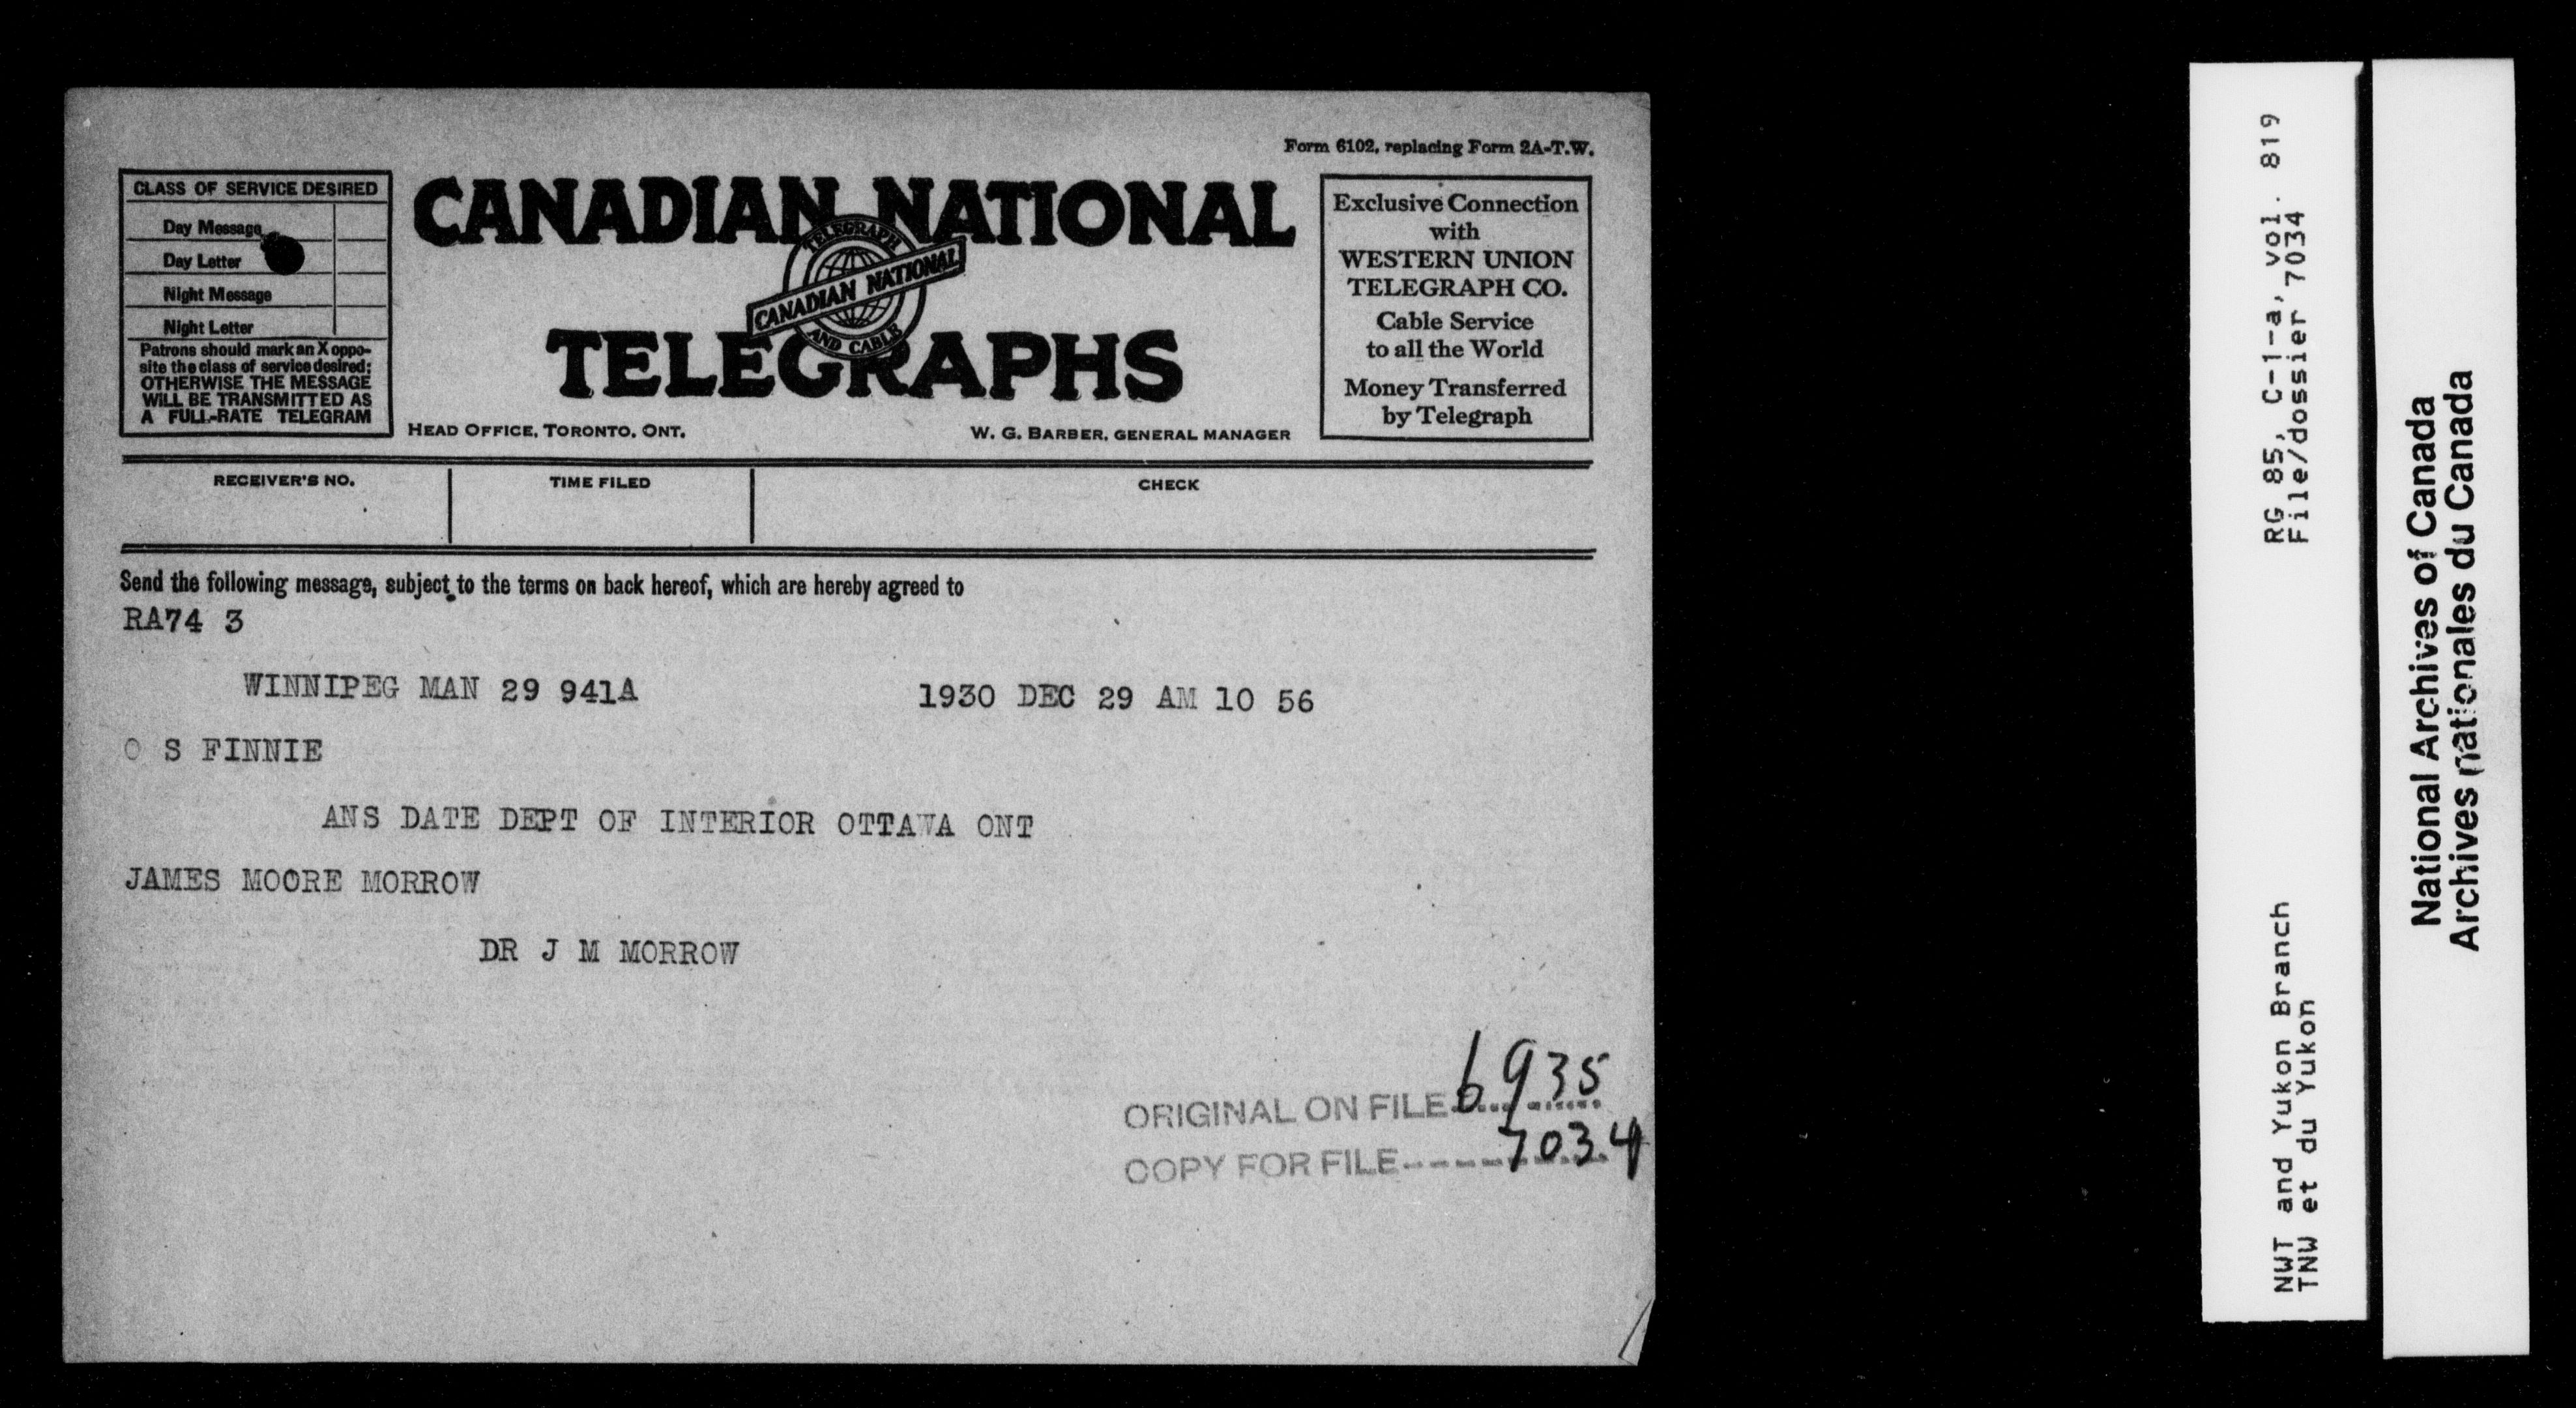 Form 6102, replacing Form 2A-T.W.
CLASS OF SERVICE DESIRED
Day Message
Day Letter
Night Message
Night Letter
Patrons should mark an X oppo-
site the class of service desired;
OTHERWISE THE MESSAGE
WILL BE TRANSMITTED AS
A FULL-RATE TELEGRAM
CANADIAN NATIONAL
TELEGRAPH
CANADIAN NATIONAL
AND CABLE
TELEGRAPHS
HEAD OFFICE, TORONTO, ONT.
W. G. BARBER, GENERAL MANAGER
Exclusive Connection
with
WESTERN UNION
TELEGRAPH CO.
Cable Service
to all the World
Money Transferred
by Telegraph
RECEIVER'S NO.
TIME FILED
CHECK
Send the following message, subject to the terms on back hereof, which are hereby agreed to
RA74 3
WINNIPEG MAN 29 941A 1930 DEC 29 AM 10 56
O S FINNIE
ANS DATE DEPT OF INTERIOR OTTAWA ONT
JAMES MOORE MORROW
DR J M MORROW
ORIGINAL ON FILE 6935
COPY FOR FILE 7034
RG 85, C-1-a, vol. 819
File/dossier 7034
NWT and Yukon Branch
TNW et du Yukon
National Archives of Canada
Archives nationales du Canada